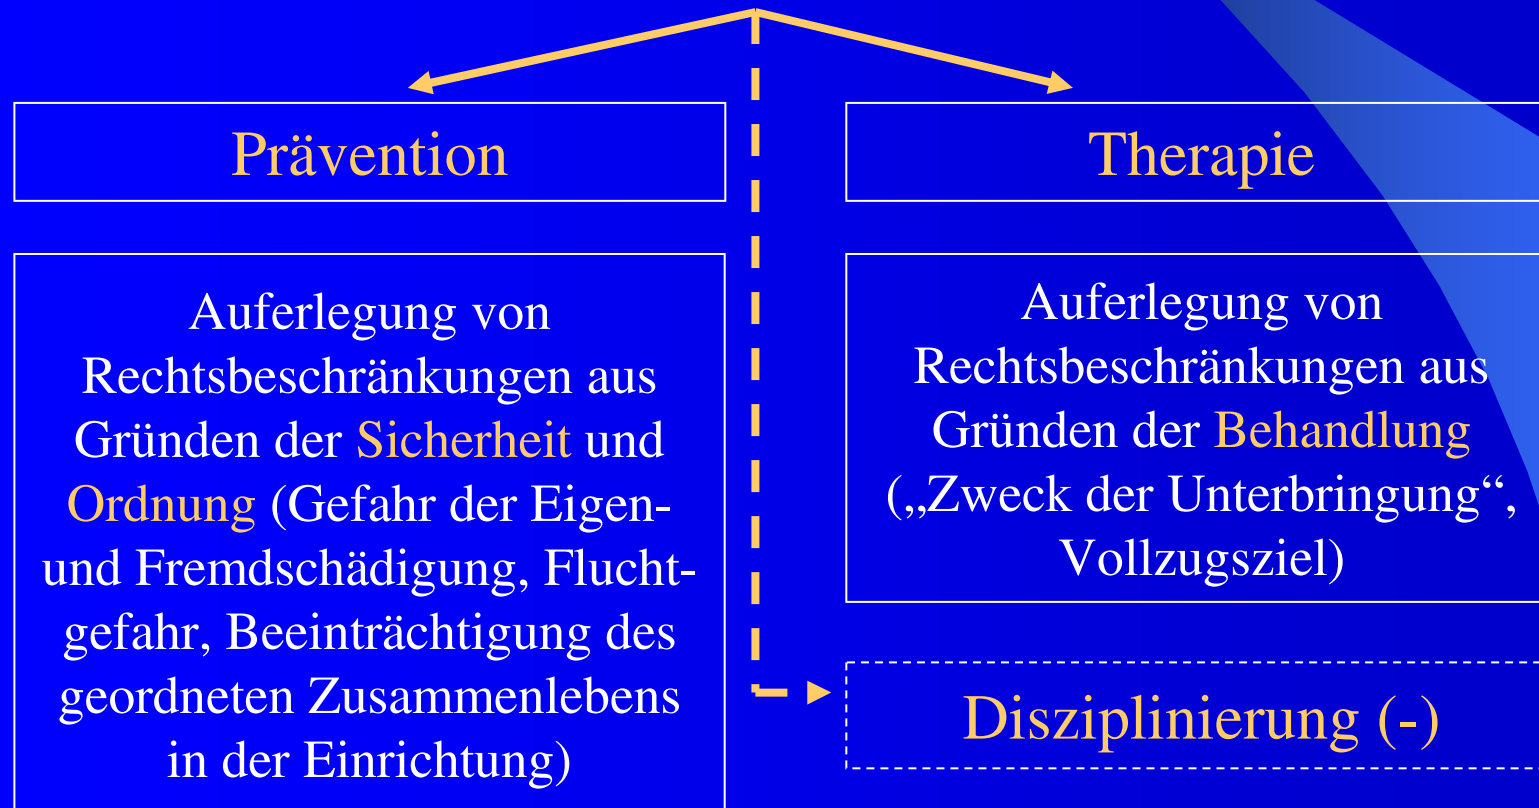 Prävention
Auferlegung von
Rechtsbeschränkungen aus
Gründen der Sicherheit und
Ordnung (Gefahr der Eigen-
und Fremdschädigung, Flucht-
gefahr, Beeinträchtigung des
geordneten Zusammenlebens
in der Einrichtung)
Therapie
Auferlegung von
Rechtsbeschränkungen aus
Gründen der Behandlung
(„Zweck der Unterbringung“,
Vollzugsziel)
Disziplinierung (-)